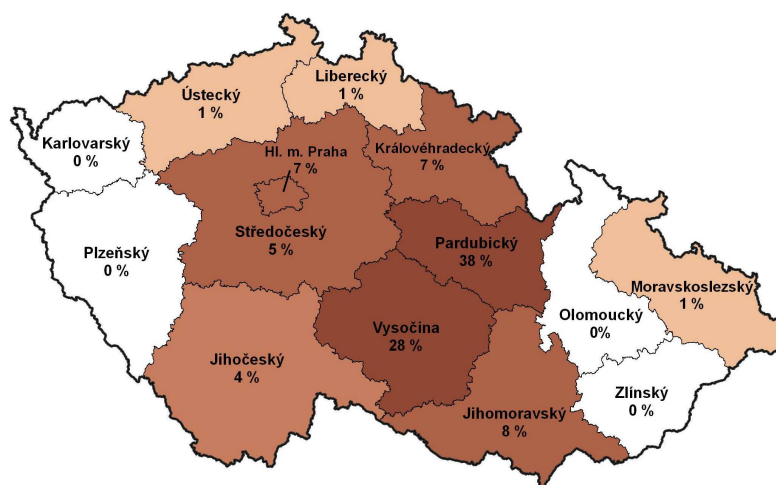 Liberecký
1 %
Ústecký
1 %
Karlovarský
0 %
Hl. m. Praha
7 %
Královéhradecký
7 %
Středočeský
5 %
Pardubický
38 %
Plzeňský
0 %
Moravskoslezský
1 %
Olomoucký
0%
Vysočina
28 %
Jihočeský
4 %
Zlínský
0 %
Jihomoravský
8 %